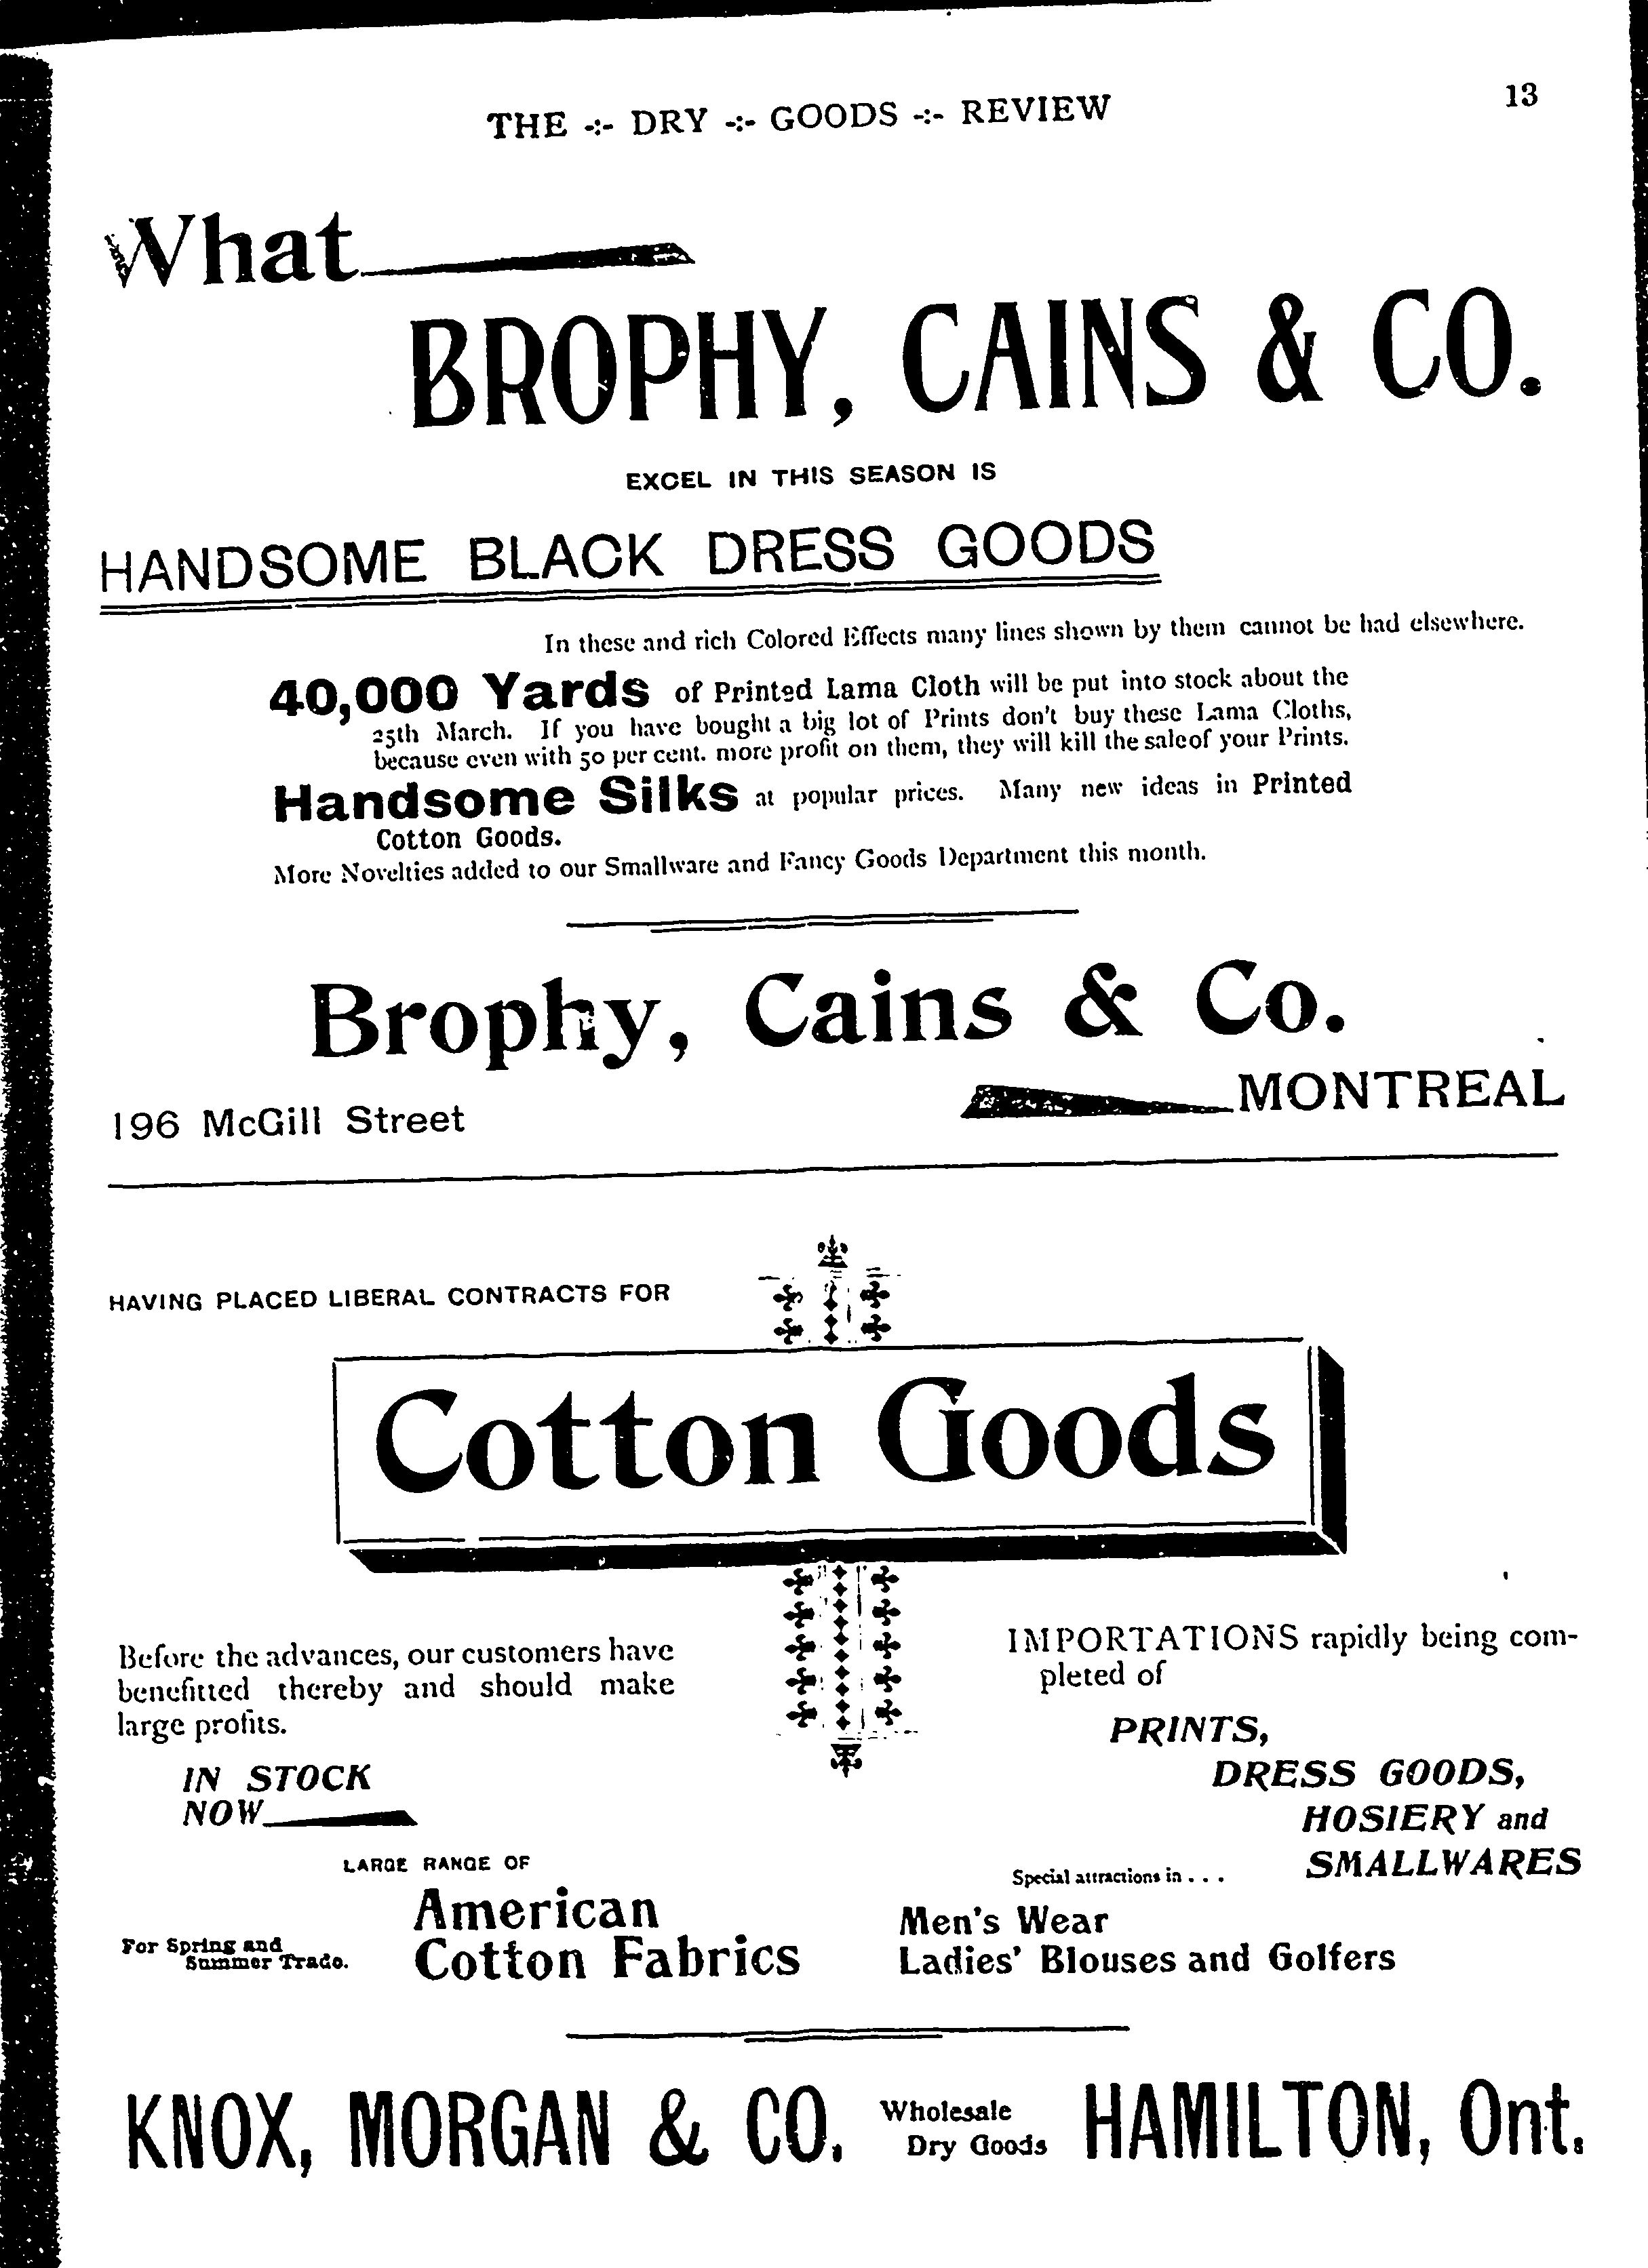 THE -:- DRY -:- GOODS -:- REVIEW
13
What
BROPHY, CAINS & CO.
EXCEL IN THIS SEASON IS
HANDSOME BLACK DRESS GOODS
In these and rich Colored Effects many lines shown by them cannot be had elsewhere.
40,000 Yards of Printed Lama Cloth will be put into stock about the
25th March. If you have bought a big lot of Prints don't buy these Lama Cloths,
because even with 50 per cent. more profit on them, they will kill the sale of your Prints.
Handsome Silks at popular prices. Many new ideas in Printed
Cotton Goods.
More Novelties added to our Smallware and Fancy Goods Department this month.
Brophy, Cains & Co.
196 McGill Street
MONTREAL
HAVING PLACED LIBERAL CONTRACTS FOR
Cotton Goods
Before the advances, our customers have
benefitted thereby and should make
large profits.
IN STOCK
NOW
LARGE RANGE OF
For Spring and
Summer Trade.
American
Cotton Fabrics
IMPORTATIONS rapidly being com-
pleted of
PRINTS,
DRESS GOODS,
HOSIERY and
SMALLWARES
Special attractions in . . .
Men's Wear
Ladies' Blouses and Golfers
KNOX, MORGAN & CO. Wholesale
Dry Goods
HAMILTON, Ont.